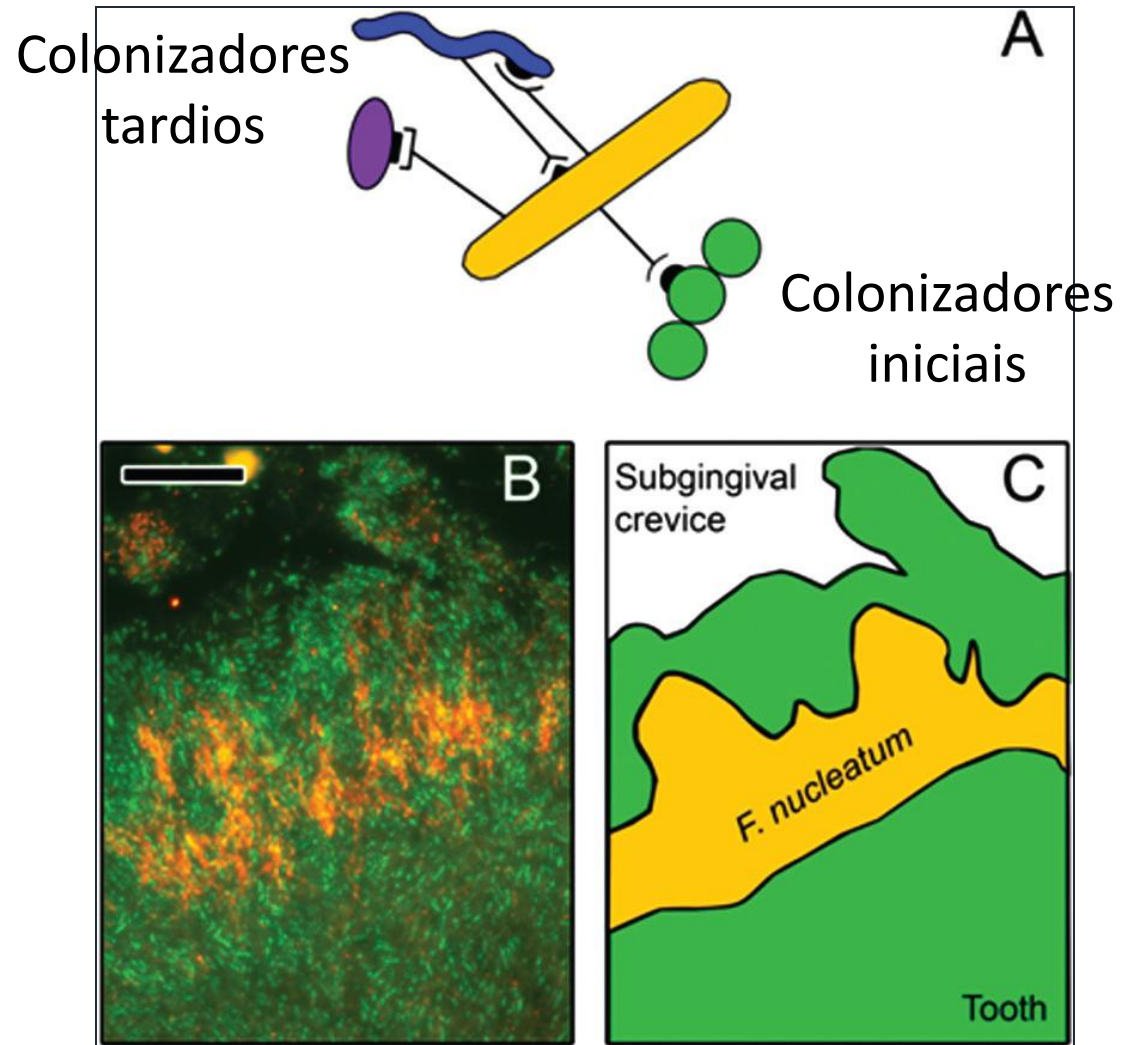 A
Colonizadores
tardios
Colonizadores
iniciais
B
Subgingival
crevice
C
F. nucleatum
Tooth